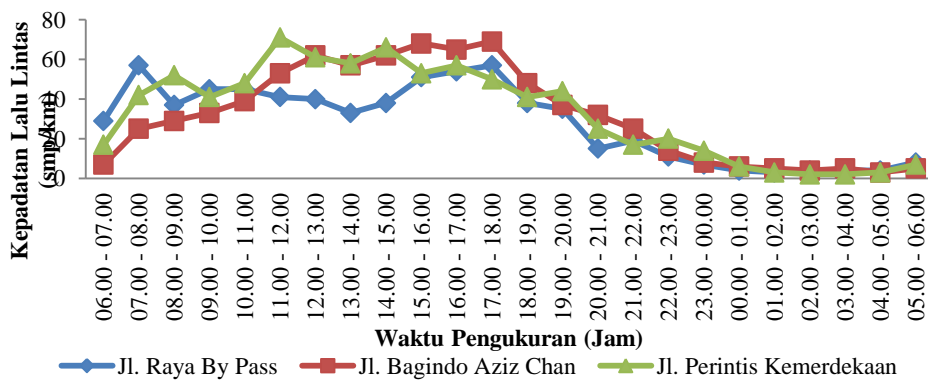 Kepadatan Lalu Lintas
(smp/km)
80
60
40
20
0
06.00 - 07.00
07.00 - 08.00
08.00 - 09.00
09.00 - 10.00
10.00 - 11.00
11.00 - 12.00
12.00 - 13.00
13.00 - 14.00
14.00 - 15.00
15.00 - 16.00
16.00 - 17.00
17.00 - 18.00
18.00 - 19.00
19.00 - 20.00
20.00 - 21.00
21.00 - 22.00
22.00 - 23.00
23.00 - 00.00
00.00 - 01.00
01.00 - 02.00
02.00 - 03.00
03.00 - 04.00
04.00 - 05.00
05.00 - 06.00
Waktu Pengukuran (Jam)
Jl. Raya By Pass
Jl. Bagindo Aziz Chan
Jl. Perintis Kemerdekaan